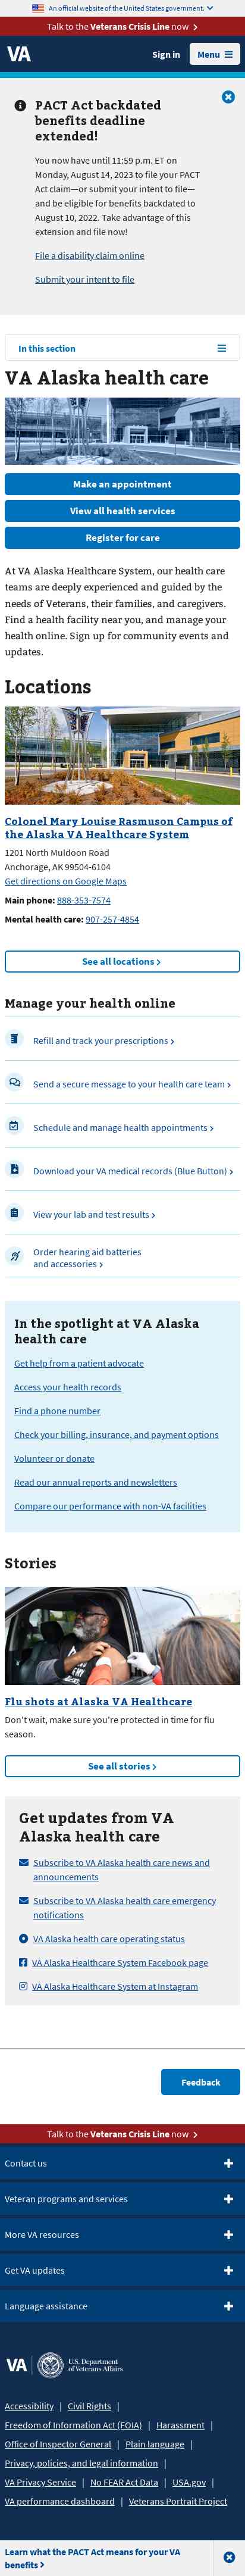 An official website of the United States government.
Talk to the Veterans Crisis Line now
VA
Sign in
Menu
PACT Act backdated
benefits deadline
extended!
You now have until 11:59 p.m. ET on
Monday, August 14, 2023 to file your PACT
Act claim—or submit your intent to file—
and be eligible for benefits backdated to
August 10, 2022. Take advantage of this
extension and file now!
File a disability claim online
Submit your intent to file
In this section
VA Alaska health care
Make an appointment
View all health services
Register for care
At VA Alaska Healthcare System, our health care
teams are deeply experienced and guided by the
needs of Veterans, their families, and caregivers.
Find a health facility near you, and manage your
health online. Sign up for community events and
updates.
Locations
Colonel Mary Louise Rasmuson Campus of
the Alaska VA Healthcare System
1201 North Muldoon Road
Anchorage, AK 99504-6104
Get directions on Google Maps
Main phone: 888-353-7574
Mental health care: 907-257-4854
See all locations
Manage your health online
Refill and track your prescriptions
Send a secure message to your health care team
Schedule and manage health appointments
Download your VA medical records (Blue Button)
View your lab and test results
Order hearing aid batteries
and accessories
In the spotlight at VA Alaska
health care
Get help from a patient advocate
Access your health records
Find a phone number
Check your billing, insurance, and payment options
Volunteer or donate
Read our annual reports and newsletters
Compare our performance with non-VA facilities
Stories
Flu shots at Alaska VA Healthcare
Don't wait, make sure you're protected in time for flu
season.
See all stories
Get updates from VA
Alaska health care
Subscribe to VA Alaska health care news and
announcements
Subscribe to VA Alaska health care emergency
notifications
VA Alaska health care operating status
VA Alaska Healthcare System Facebook page
VA Alaska Healthcare System at Instagram
Feedback
Talk to the Veterans Crisis Line now
Contact us
Veteran programs and services
More VA resources
Get VA updates
Language assistance
VA
U.S. Department
of Veterans Affairs
Accessibility | Civil Rights |
Freedom of Information Act (FOIA) | Harassment |
Office of Inspector General | Plain language |
Privacy, policies, and legal information |
VA Privacy Service | No FEAR Act Data | USA.gov |
VA performance dashboard | Veterans Portrait Project
Learn what the PACT Act means for your VA
benefits